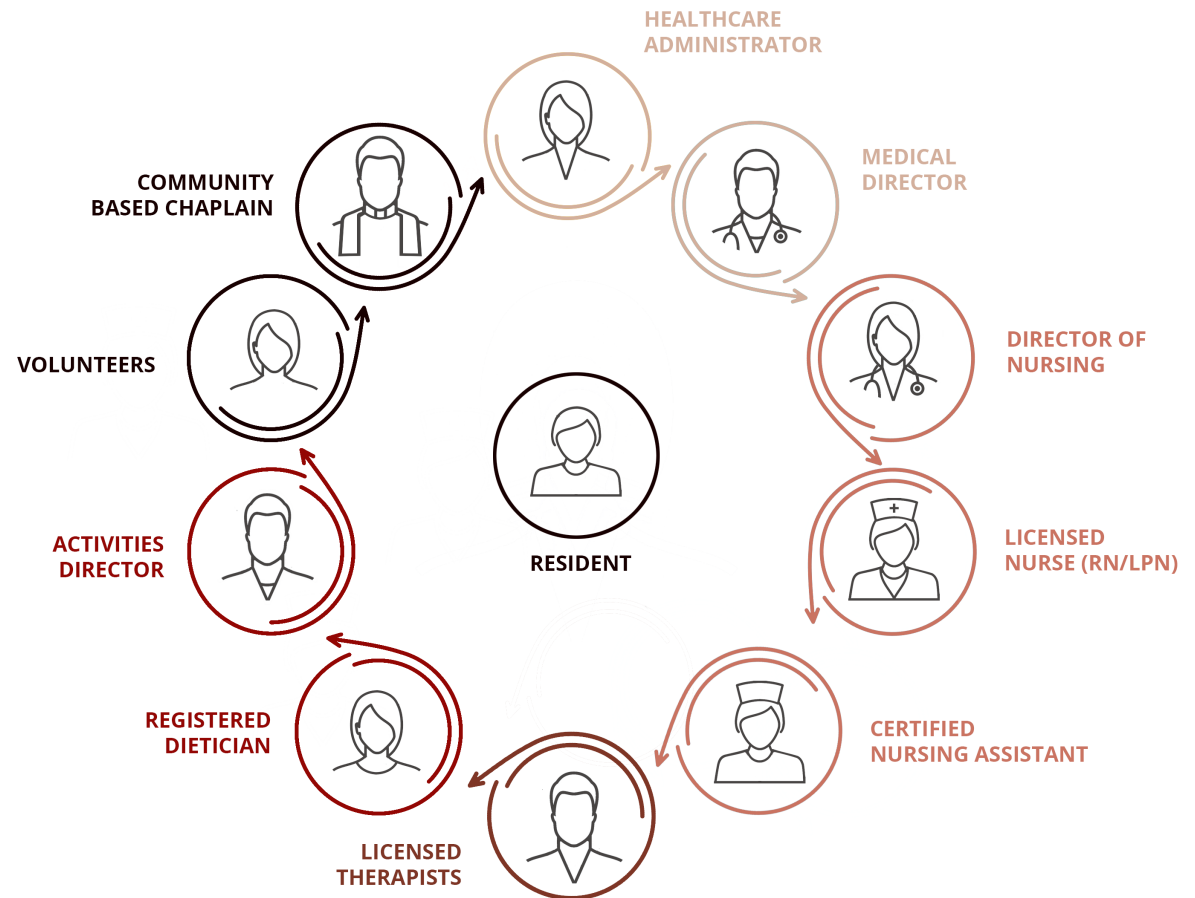 HEALTHCARE
ADMINISTRATOR
MEDICAL
DIRECTOR
COMMUNITY
BASED CHAPLAIN
DIRECTOR OF
NURSING
VOLUNTEERS
LICENSED
NURSE (RN/LPN)
ACTIVITIES
DIRECTOR
RESIDENT
REGISTERED
DIETICIAN
CERTIFIED
NURSING ASSISTANT
LICENSED
THERAPISTS